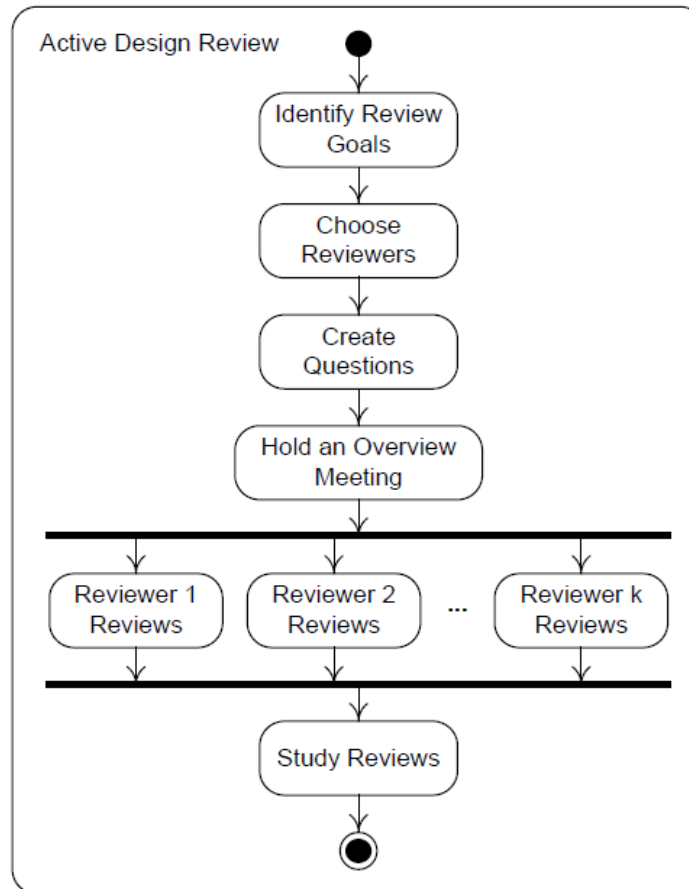 Active Design Review
Identify Review
Goals
Choose
Reviewers
Create
Questions
Hold an Overview
Meeting
Reviewer 1
Reviews
Reviewer 2
Reviews
...
Reviewer k
Reviews
Study Reviews